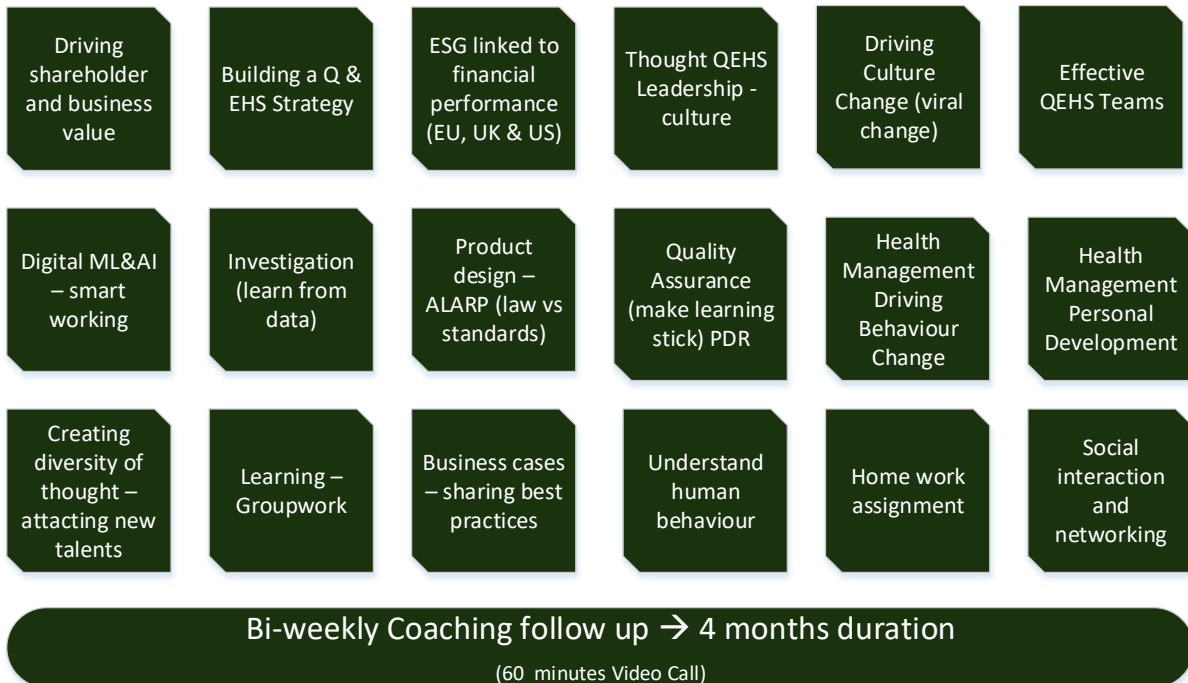 Driving
shareholder
and business
value
Building a Q &
EHS Strategy
ESG linked to
financial
performance
(EU, UK & US)
Thought QEHS
Leadership -
culture
Driving
Culture
Change (viral
change)
Effective
QEHS Teams
Digital ML&AI
– smart
working
Investigation
(learn from
data)
Product
design –
ALARP (law vs
standards)
Quality
Assurance
(make learning
stick) PDR
Health
Management
Driving
Behaviour
Change
Health
Management
Personal
Development
Creating
diversity of
thought –
attacting new
talents
Learning –
Groupwork
Business cases
– sharing best
practices
Understand
human
behaviour
Home work
assignment
Social
interaction
and
networking
Bi-weekly Coaching follow up → 4 months duration
(60 minutes Video Call)